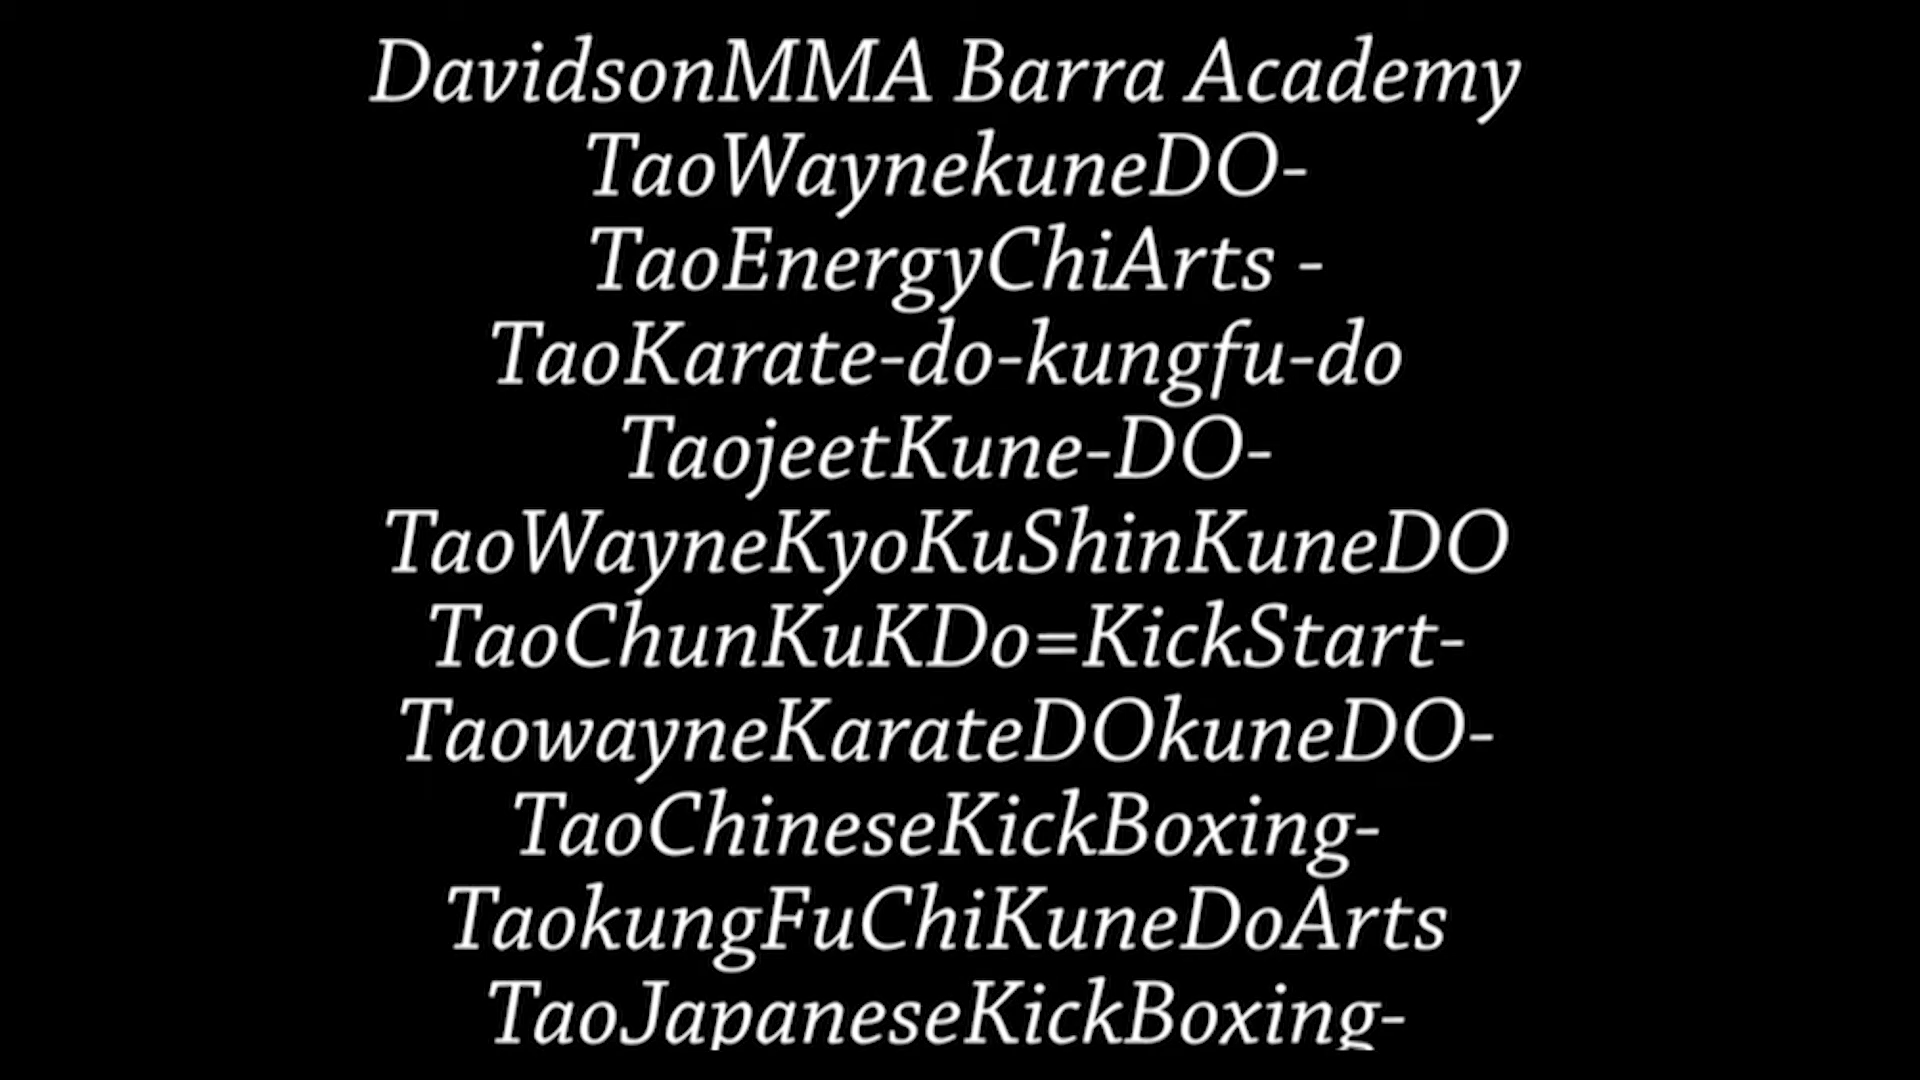 DavidsonMMA Barra Academy
TaoWaynekuneDO-
TaoEnergyChiArts -
TaoKarate-do-kungfu-do
TaojeetKune-DO-
TaoWayneKyoKuShinKuneDO
TaoChunKuKDo=KickStart-
TaowayneKarateDOkuneDO-
TaoChineseKickBoxing-
TaokungFuChiKuneDoArts
TaoJapaneseKickBoxing-